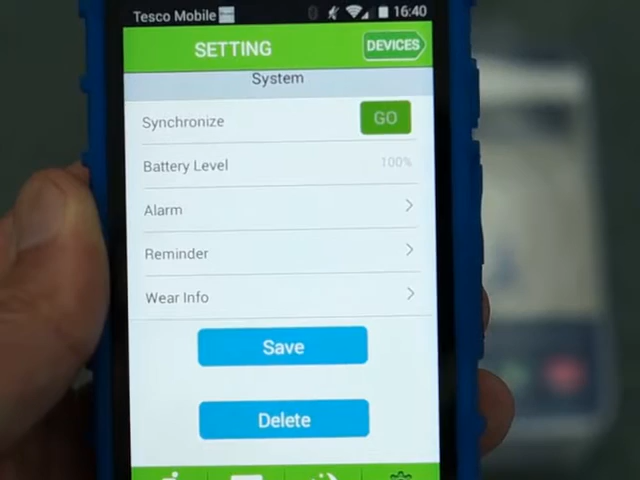 Tesco Mobile 16:40
SETTING DEVICES
System
Synchronize GO
Battery Level 100%
Alarm
Reminder
Wear Info
Save
Delete